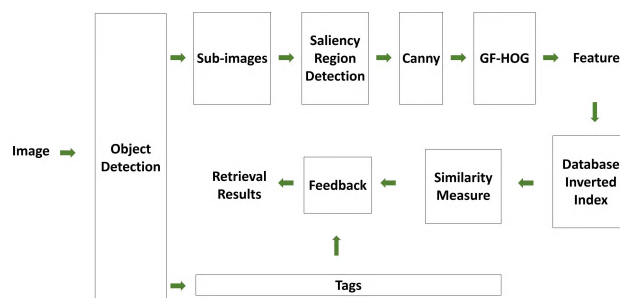 Image
Object
Detection
Sub-images
Saliency
Region
Detection
Canny
GF-HOG
Feature
Database
Inverted
Index
Similarity
Measure
Feedback
Retrieval
Results
Tags